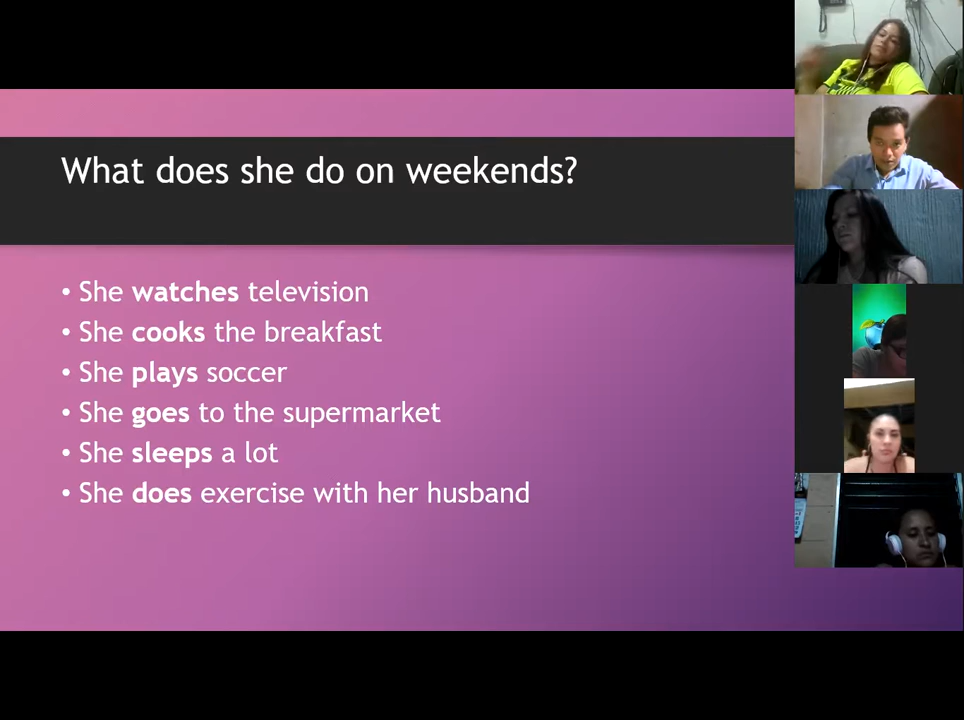 What does she do on weekends?
• She watches television
• She cooks the breakfast
• She plays soccer
• She goes to the supermarket
• She sleeps a lot
• She does exercise with her husband